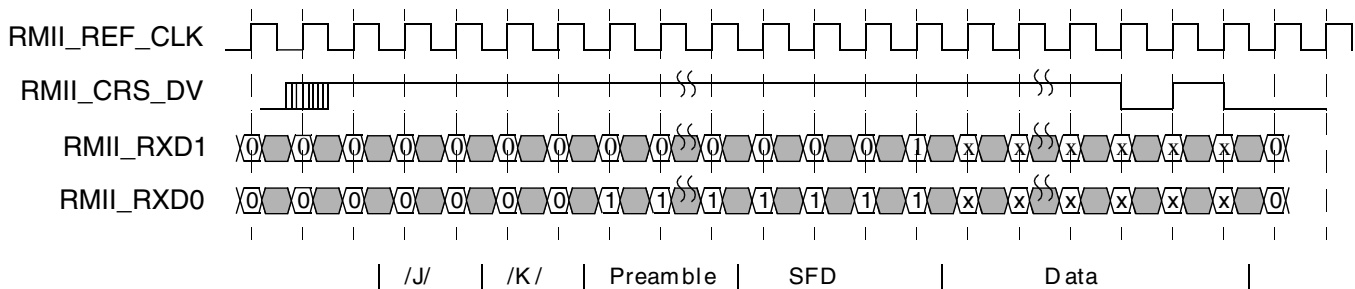 RMII_REF_CLK
RMII_CRS_DV
RMII_RXD1 0 0 0 0 0 0 0 0 0 0 0 0 0 1 x x x x x x 0
RMII_RXD0 0 0 0 0 0 0 0 1 1 1 1 1 1 1 x x x x x x 0
/J/ /K/ Preamble SFD Data